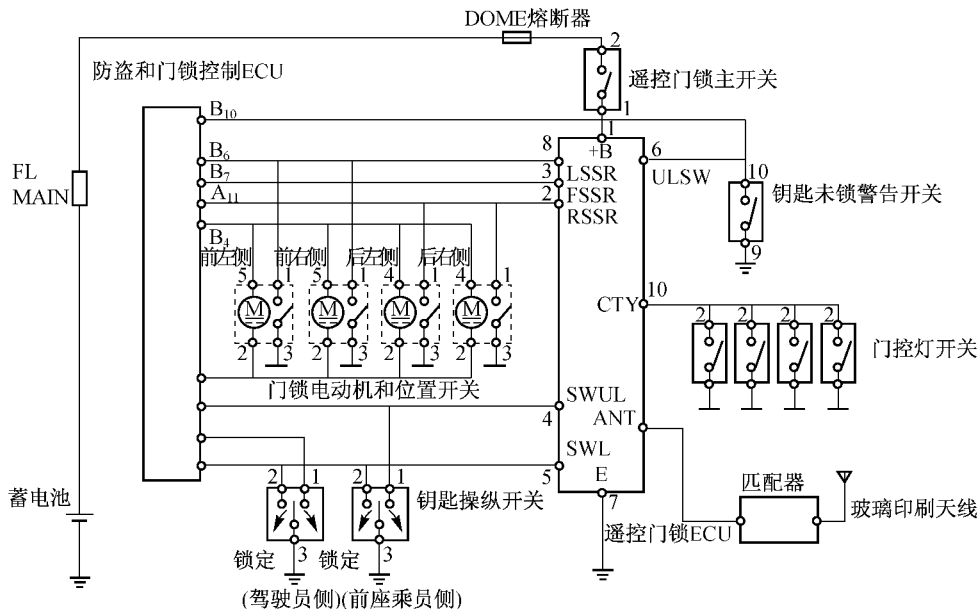 DOME熔断器
2
防盗和门锁控制ECU
遥控门锁主开关
1
B10
1
+B
8
6
B6
LSSR
3
ULSW
10
B7
FSSR
2
FL
MAIN
A11
RSSR
钥匙未锁警告开关
B4
9
前左侧 前右侧 后左侧 后右侧
5 1 5 1 4 1 4 1
M M M M
CTY
10
2 2 2 2
门控灯开关
2 3 2 3 2 3 2 3
门锁电动机和位置开关
SWUL
4
ANT
SWL
5
2 1 2 1
E
钥匙操纵开关
7
匹配器
蓄电池
玻璃印刷天线
遥控门锁ECU
3 3
锁定 锁定
(驾驶员侧)(前座乘员侧)